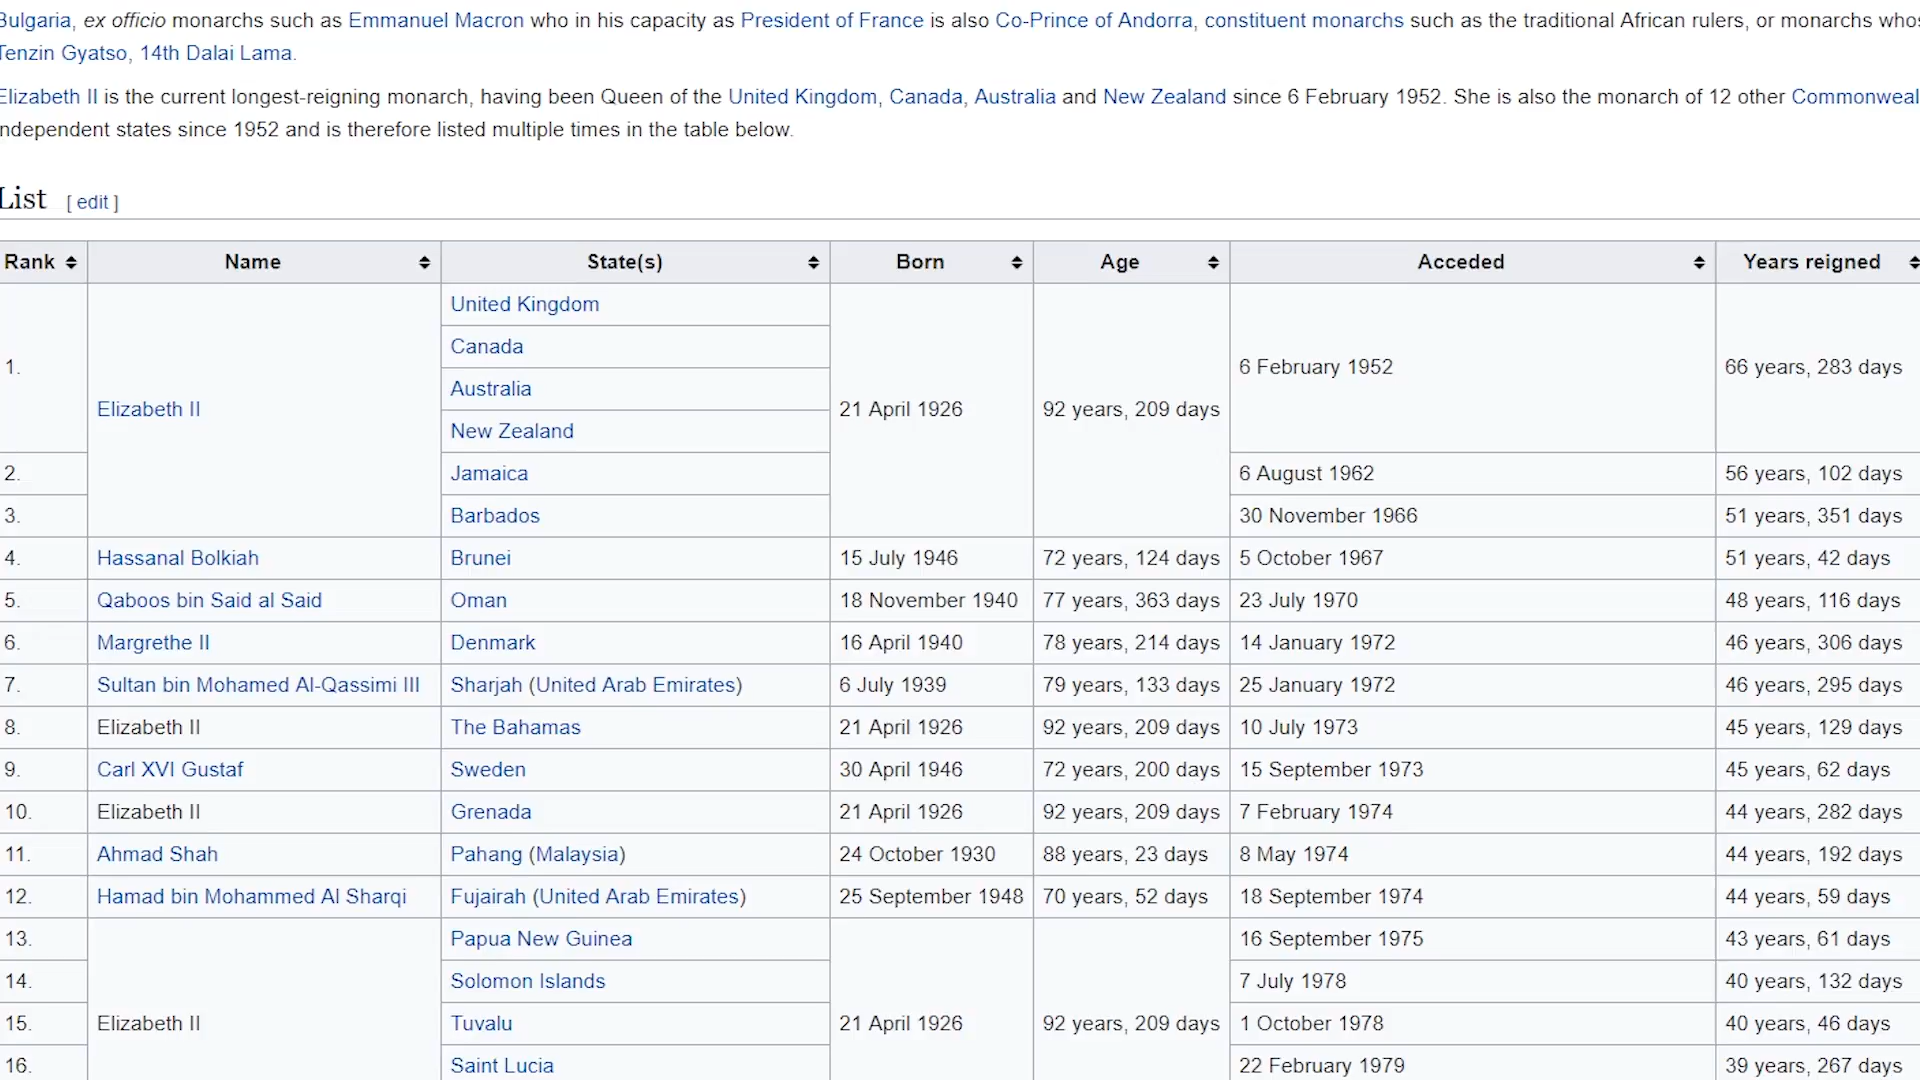 Bulgaria, ex officio monarchs such as Emmanuel Macron who in his capacity as President of France is also Co-Prince of Andorra, constituent monarchs such as the traditional African rulers, or monarchs whos
Tenzin Gyatso, 14th Dalai Lama.
Elizabeth II is the current longest-reigning monarch, having been Queen of the United Kingdom, Canada, Australia and New Zealand since 6 February 1952. She is also the monarch of 12 other Commonweal
independent states since 1952 and is therefore listed multiple times in the table below.
List [ edit ]
Rank Name State(s) Born Age Acceded Years reigned
1. Elizabeth II United Kingdom 21 April 1926 92 years, 209 days 6 February 1952 66 years, 283 days
Canada
Australia
New Zealand
2. Jamaica 6 August 1962 56 years, 102 days
3. Barbados 30 November 1966 51 years, 351 days
4. Hassanal Bolkiah Brunei 15 July 1946 72 years, 124 days 5 October 1967 51 years, 42 days
5. Qaboos bin Said al Said Oman 18 November 1940 77 years, 363 days 23 July 1970 48 years, 116 days
6. Margrethe II Denmark 16 April 1940 78 years, 214 days 14 January 1972 46 years, 306 days
7. Sultan bin Mohamed Al-Qassimi III Sharjah (United Arab Emirates) 6 July 1939 79 years, 133 days 25 January 1972 46 years, 295 days
8. Elizabeth II The Bahamas 21 April 1926 92 years, 209 days 10 July 1973 45 years, 129 days
9. Carl XVI Gustaf Sweden 30 April 1946 72 years, 200 days 15 September 1973 45 years, 62 days
10. Elizabeth II Grenada 21 April 1926 92 years, 209 days 7 February 1974 44 years, 282 days
11. Ahmad Shah Pahang (Malaysia) 24 October 1930 88 years, 23 days 8 May 1974 44 years, 192 days
12. Hamad bin Mohammed Al Sharqi Fujairah (United Arab Emirates) 25 September 1948 70 years, 52 days 18 September 1974 44 years, 59 days
13. Papua New Guinea 16 September 1975 43 years, 61 days
14. Solomon Islands 7 July 1978 40 years, 132 days
15. Elizabeth II Tuvalu 21 April 1926 92 years, 209 days 1 October 1978 40 years, 46 days
16. Saint Lucia 22 February 1979 39 years, 267 days